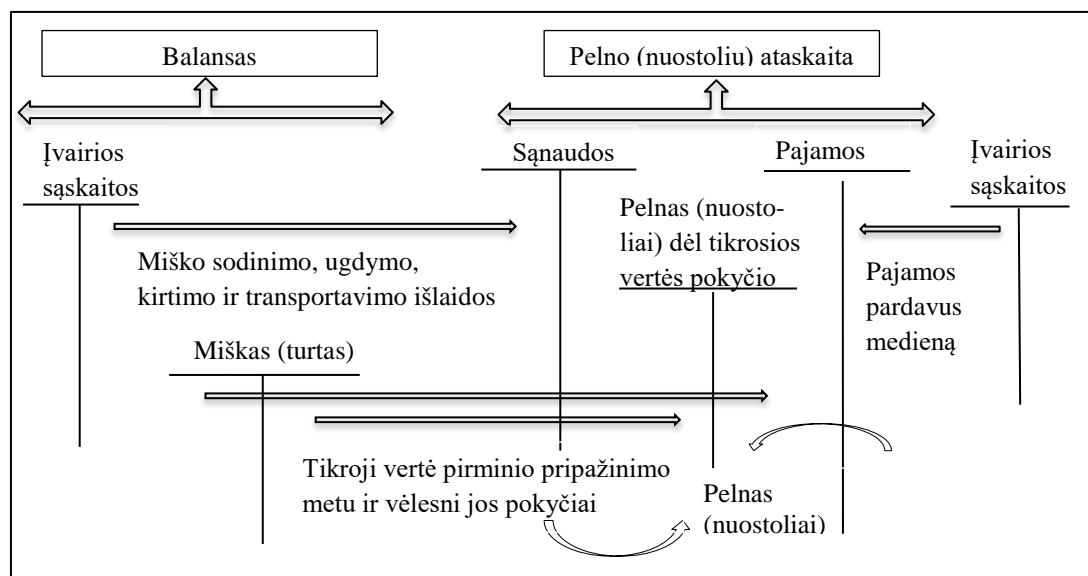 Balansas
Pelno (nuostoliu) ataskaita
Įvairios
sąskaitos
Sąnaudos
Pajamos
Įvairios
sąskaitos
Pelnas (nuosto-
liai) dėl tikrosios
vertės pokyčio
Miško sodinimo, ugdymo,
kirtimo ir transportavimo išlaidos
Pajamos
pardavus
medieną
Miškas (turtas)
Tikroji vertė pirminio pripažinimo
metu ir vėlesni jos pokyčiai
Pelnas
(nuostoliai)